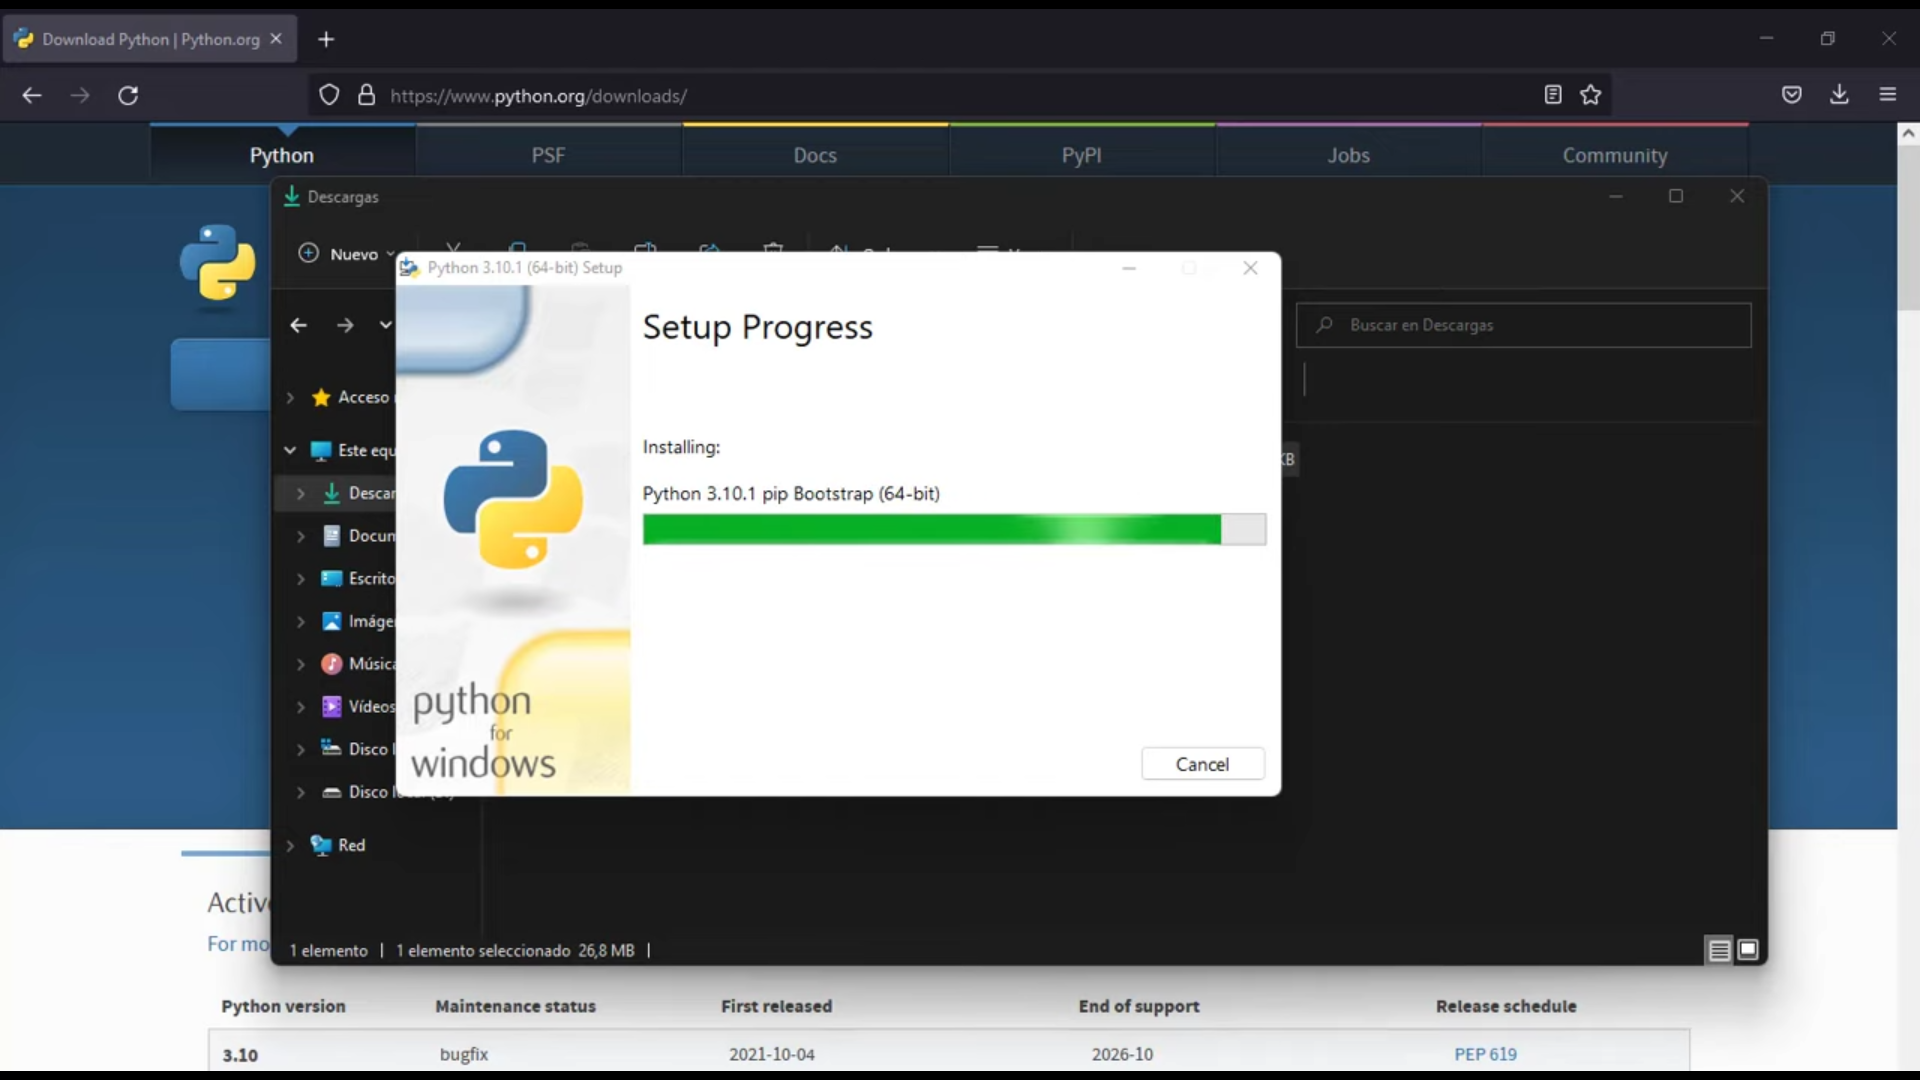 Download Python | Python.org
https://www.python.org/downloads/
Python
PSF
Docs
PyPI
Jobs
Community
Descargas
Nuevo
Python 3.10.1 (64-bit) Setup
Setup Progress
Buscar en Descargas
Acceso
Installing:
Este equ
KB
Descar
Python 3.10.1 pip Bootstrap (64-bit)
Docum
Escrito
Imáge
Música
python
for
windows
Vídeos
Disco l
Cancel
Disco lo
Red
Activ
For mo
1 elemento | 1 elemento seleccionado 26,8 MB |
Python version Maintenance status First released End of support Release schedule
3.10 bugfix 2021-10-04 2026-10 PEP 619